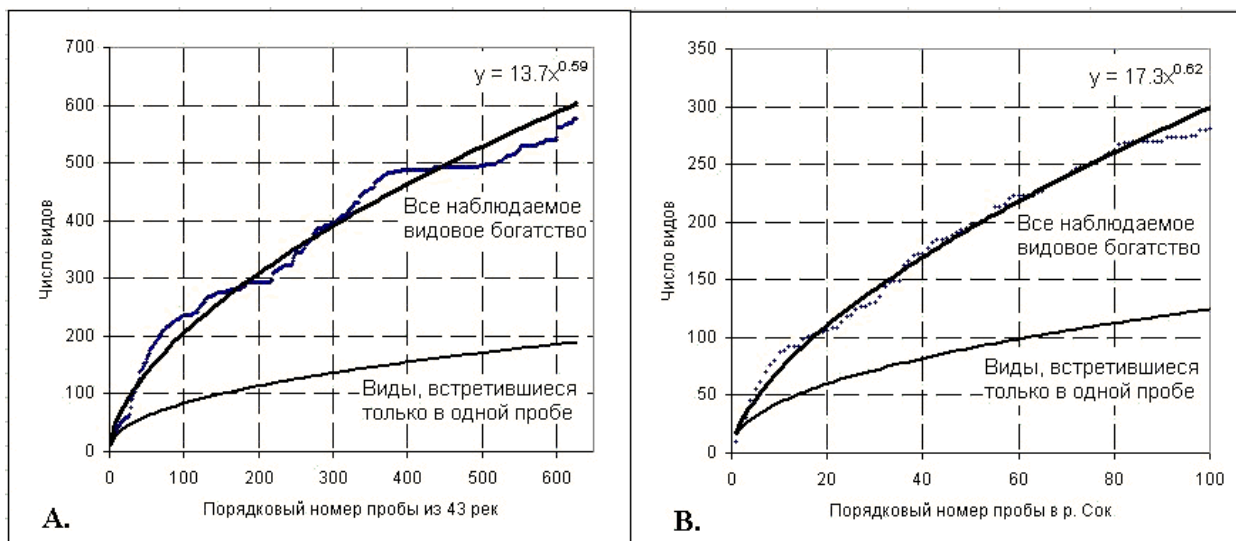 700
600
500
400
300
200
100
0
Число видов
y = 13.7x^0.59
Все наблюдаемое
видовое богатство
Виды, встретившиеся
только в одной пробе
0 100 200 300 400 500 600
Порядковый номер пробы из 43 рек
А.
350
300
250
200
150
100
50
0
Число видов
y = 17.3x^0.62
Все наблюдаемое
видовое богатство
Виды, встретившиеся
только в одной пробе
0 20 40 60 80 100
Порядковый номер пробы в р. Сок
В.